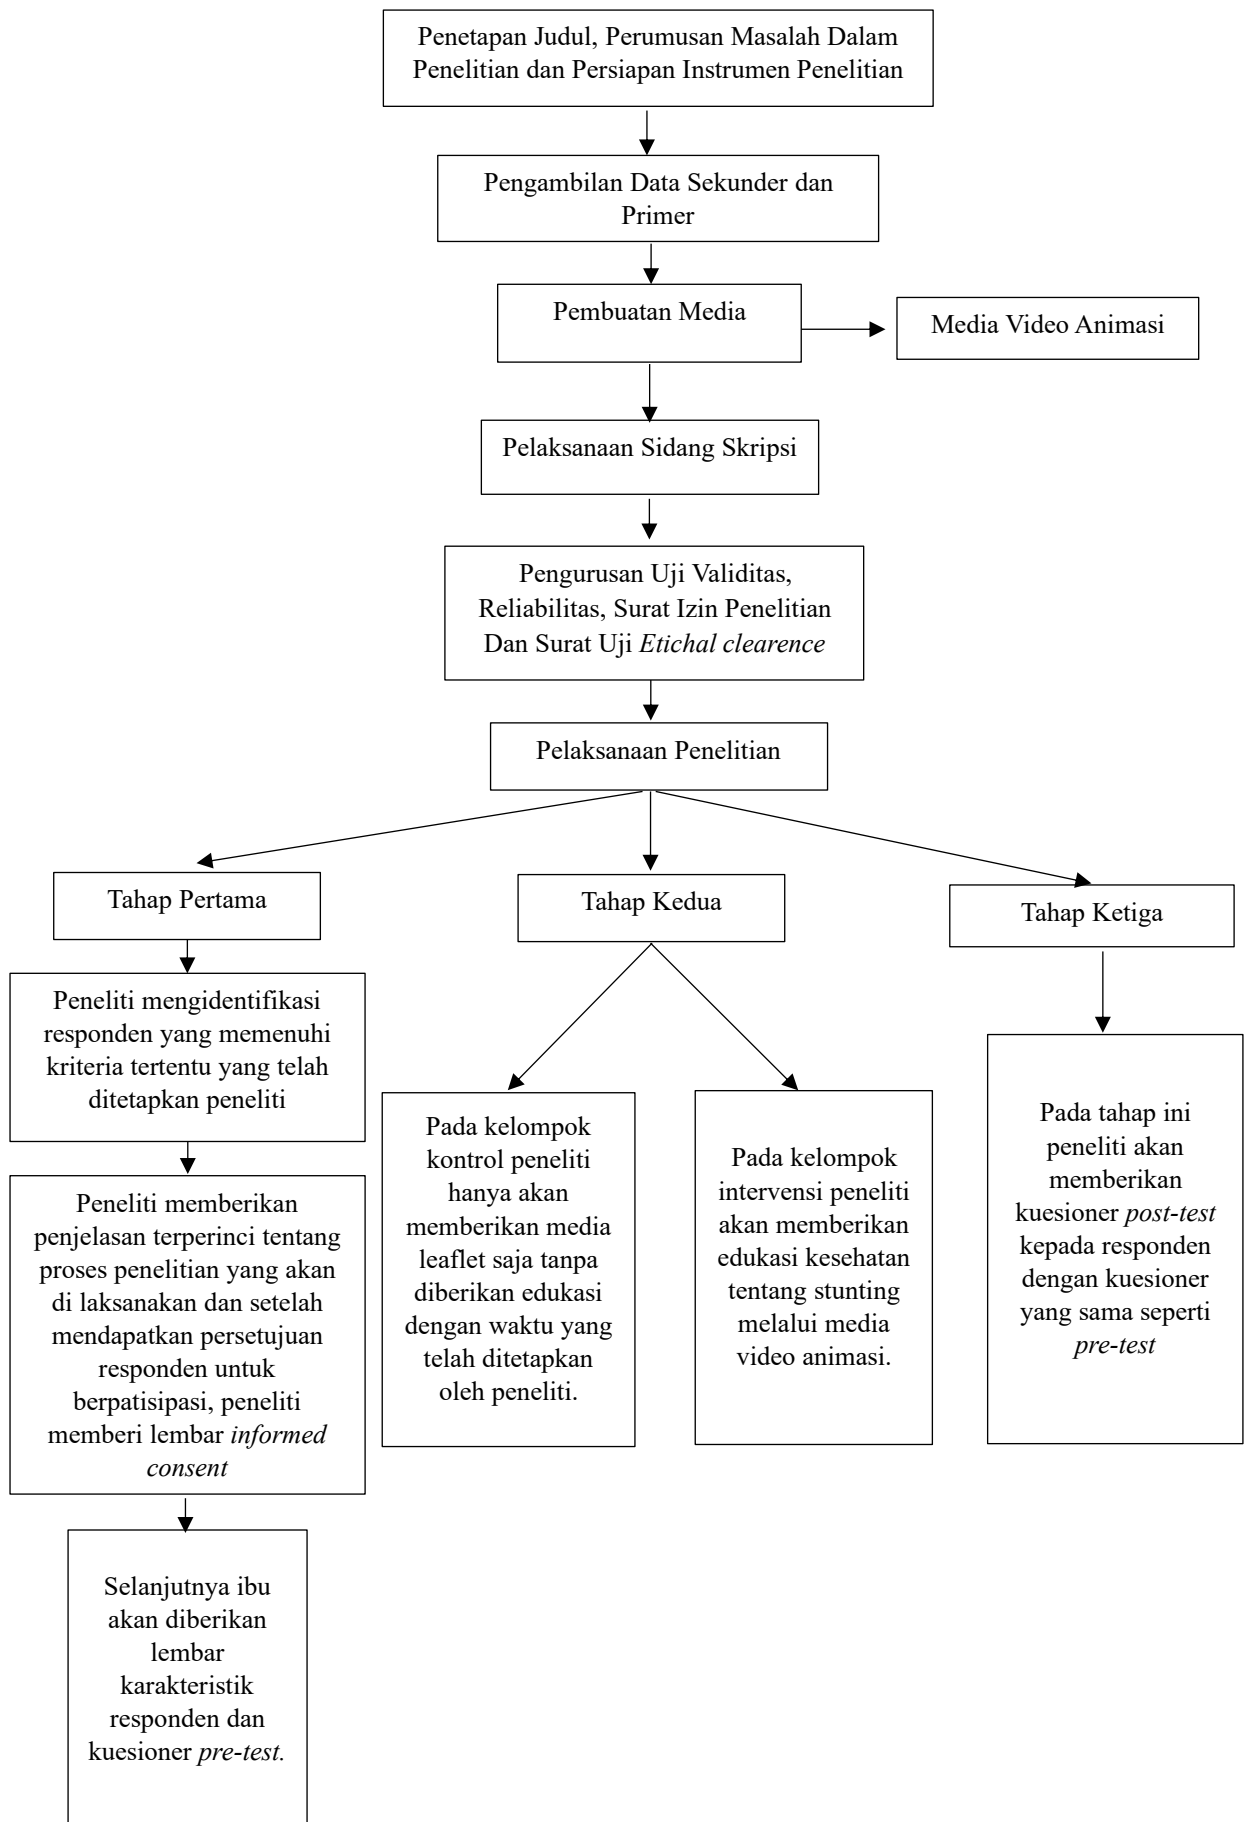 Penetapan Judul, Perumusan Masalah Dalam
Penelitian dan Persiapan Instrumen Penelitian
Pengambilan Data Sekunder dan
Primer
Pembuatan Media
Media Video Animasi
Pelaksanaan Sidang Skripsi
Pengurusan Uji Validitas,
Reliabilitas, Surat Izin Penelitian
Dan Surat Uji Etichal clearence
Pelaksanaan Penelitian
Tahap Pertama
Peneliti mengidentifikasi
responden yang memenuhi
kriteria tertentu yang telah
ditetapkan peneliti
Peneliti memberikan
penjelasan terperinci tentang
proses penelitian yang akan
di laksanakan dan setelah
mendapatkan persetujuan
responden untuk
berpatisipasi, peneliti
memberi lembar informed
consent
Selanjutnya ibu
akan diberikan
lembar
karakteristik
responden dan
kuesioner pre-test.
Tahap Kedua
Pada kelompok
kontrol peneliti
hanya akan
memberikan media
leaflet saja tanpa
diberikan edukasi
dengan waktu yang
telah ditetapkan
oleh peneliti.
Pada kelompok
intervensi peneliti
akan memberikan
edukasi kesehatan
tentang stunting
melalui media
video animasi.
Tahap Ketiga
Pada tahap ini
peneliti akan
memberikan
kuesioner post-test
kepada responden
dengan kuesioner
yang sama seperti
pre-test